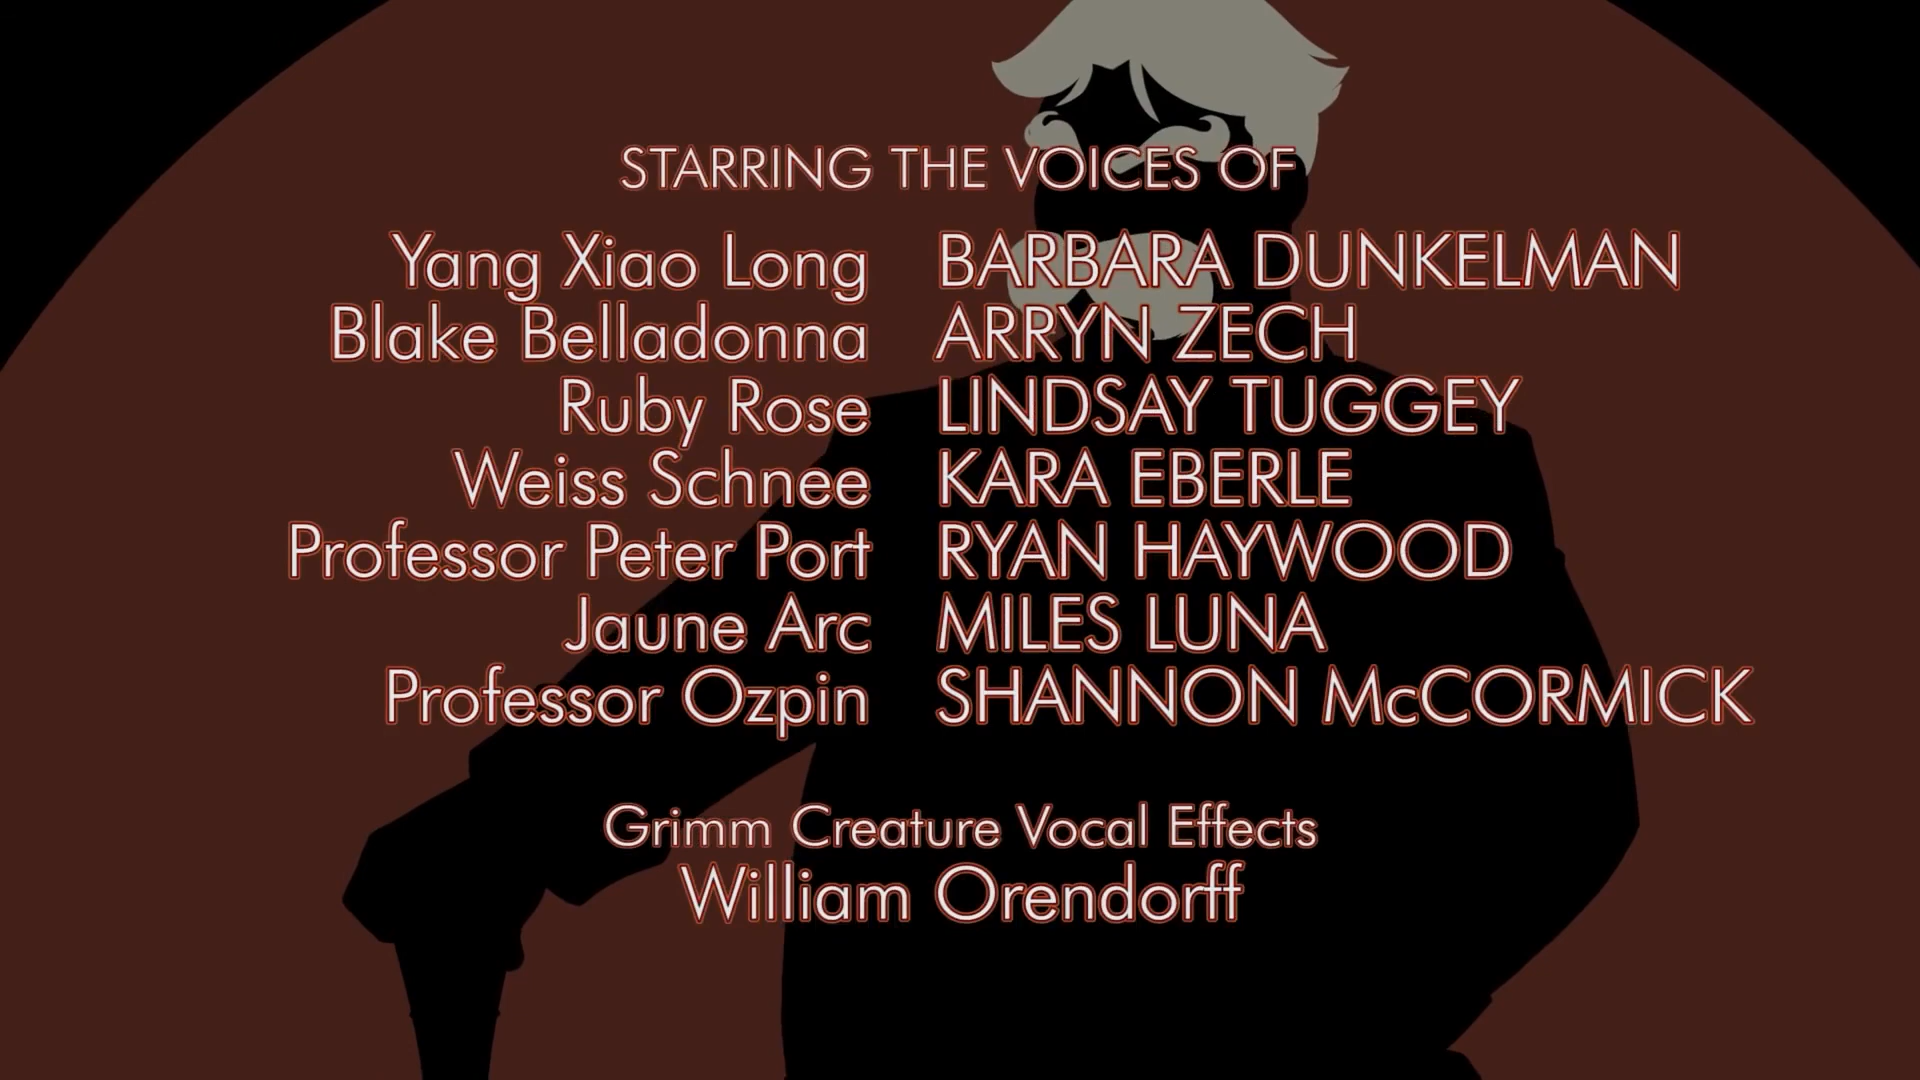 STARRING THE VOICES OF
Yang Xiao Long BARBARA DUNKELMAN
Blake Belladonna ARRYN ZECH
Ruby Rose LINDSAY TUGGEY
Weiss Schnee KARA EBERLE
Professor Peter Port RYAN HAYWOOD
Jaune Arc MILES LUNA
Professor Ozpin SHANNON McCORMICK
Grimm Creature Vocal Effects
William Orendorff